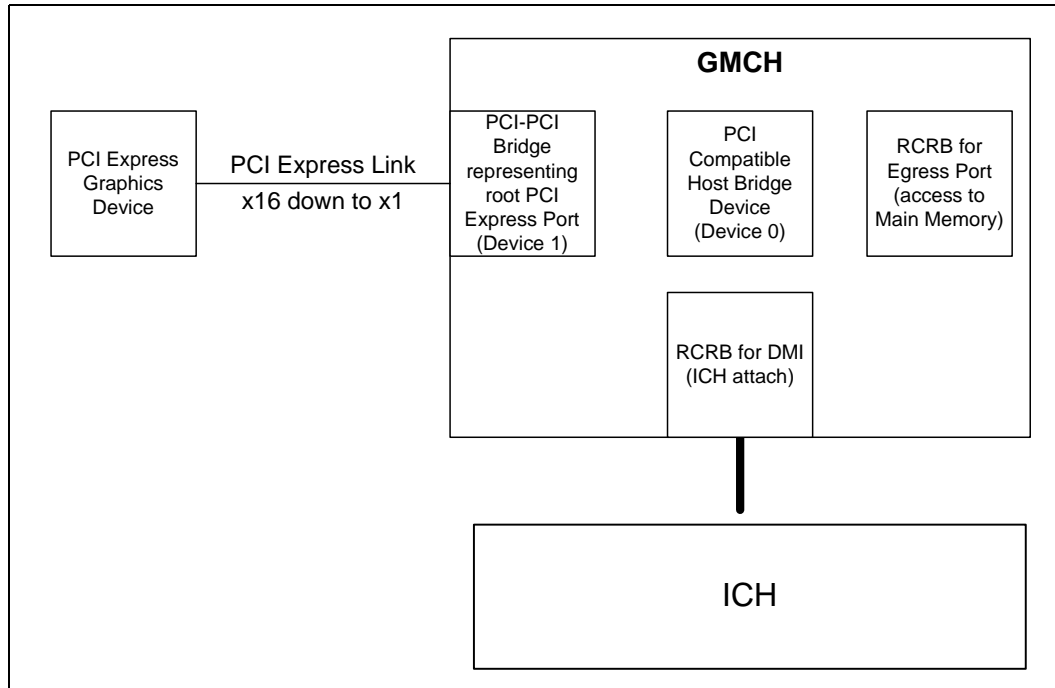 GMCH
PCI Express
Graphics
Device
PCI Express Link
x16 down to x1
PCI-PCI
Bridge
representing
root PCI
Express Port
(Device 1)
PCI
Compatible
Host Bridge
Device
(Device 0)
RCRB for
Egress Port
(access to
Main Memory)
RCRB for DMI
(ICH attach)
ICH